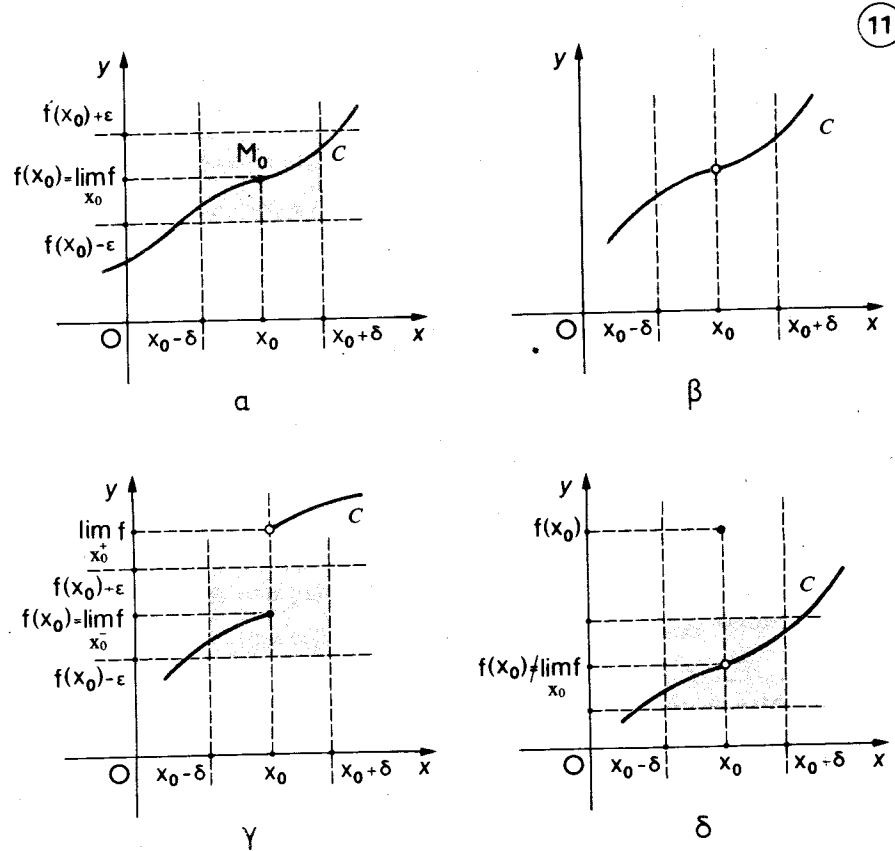 11
y
f(x₀)+ε
M₀
C
f(x₀)=lim f
x₀
f(x₀)-ε
O
x₀-δ
x₀
x₀+δ
x
α
y
C
O
x₀-δ
x₀
x₀+δ
x
β
y
C
lim f
x₀⁺
f(x₀)+ε
f(x₀)=lim f
x₀⁻
f(x₀)-ε
O
x₀-δ
x₀
x₀+δ
x
γ
y
f(x₀)
C
f(x₀)≠lim f
x₀
O
x₀-δ
x₀
x₀+δ
x
δ